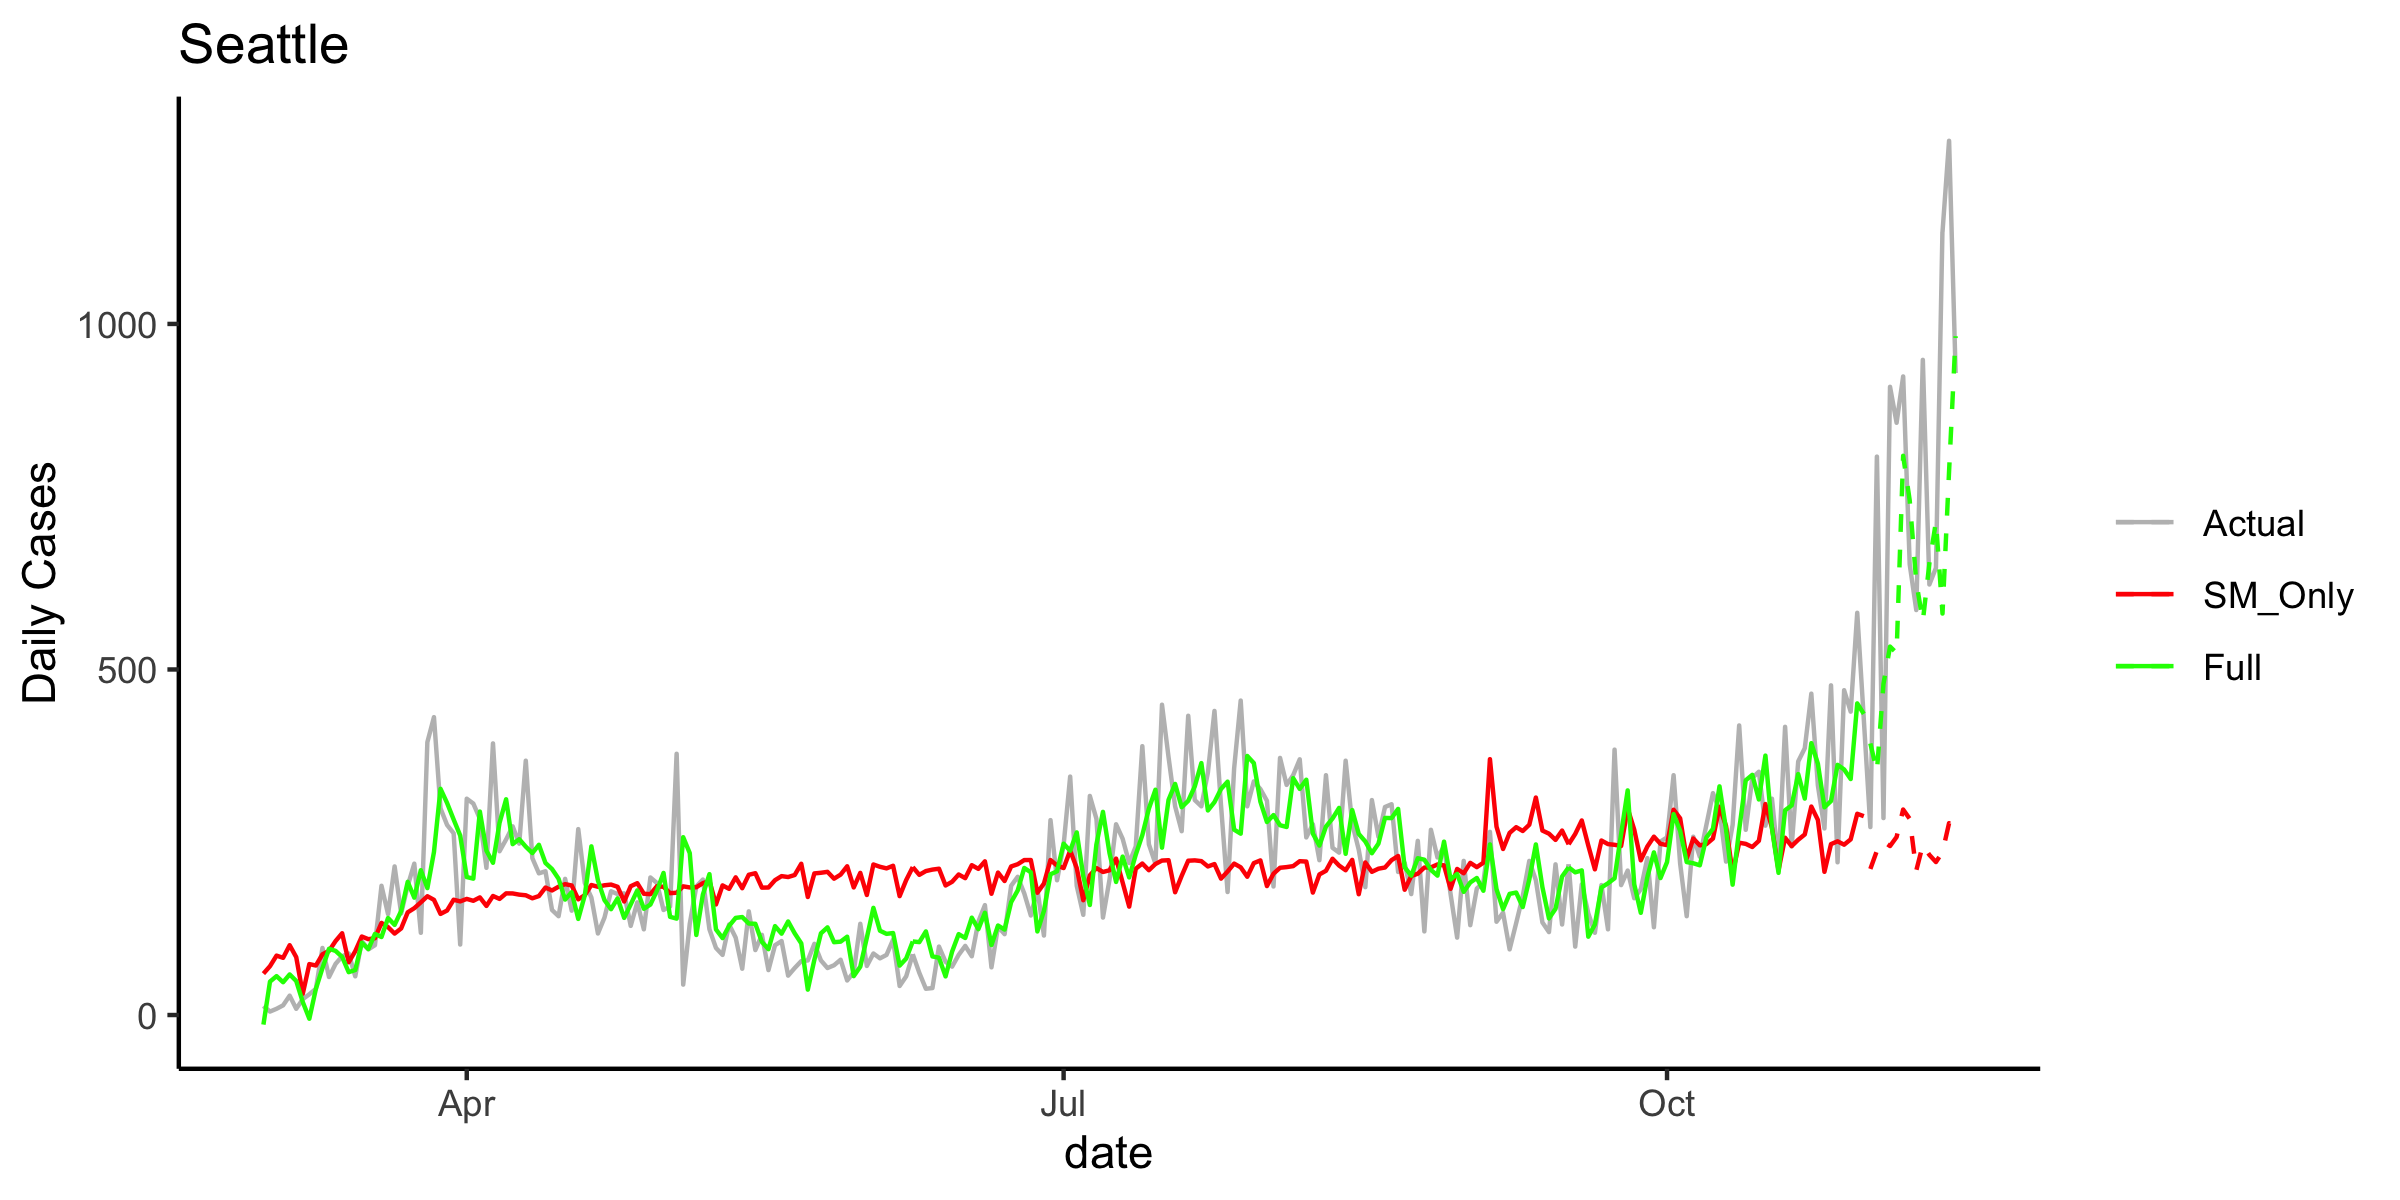 Seattle
Daily Cases
1000
500
0
Apr
Jul
Oct
date
Actual
SM_Only
Full